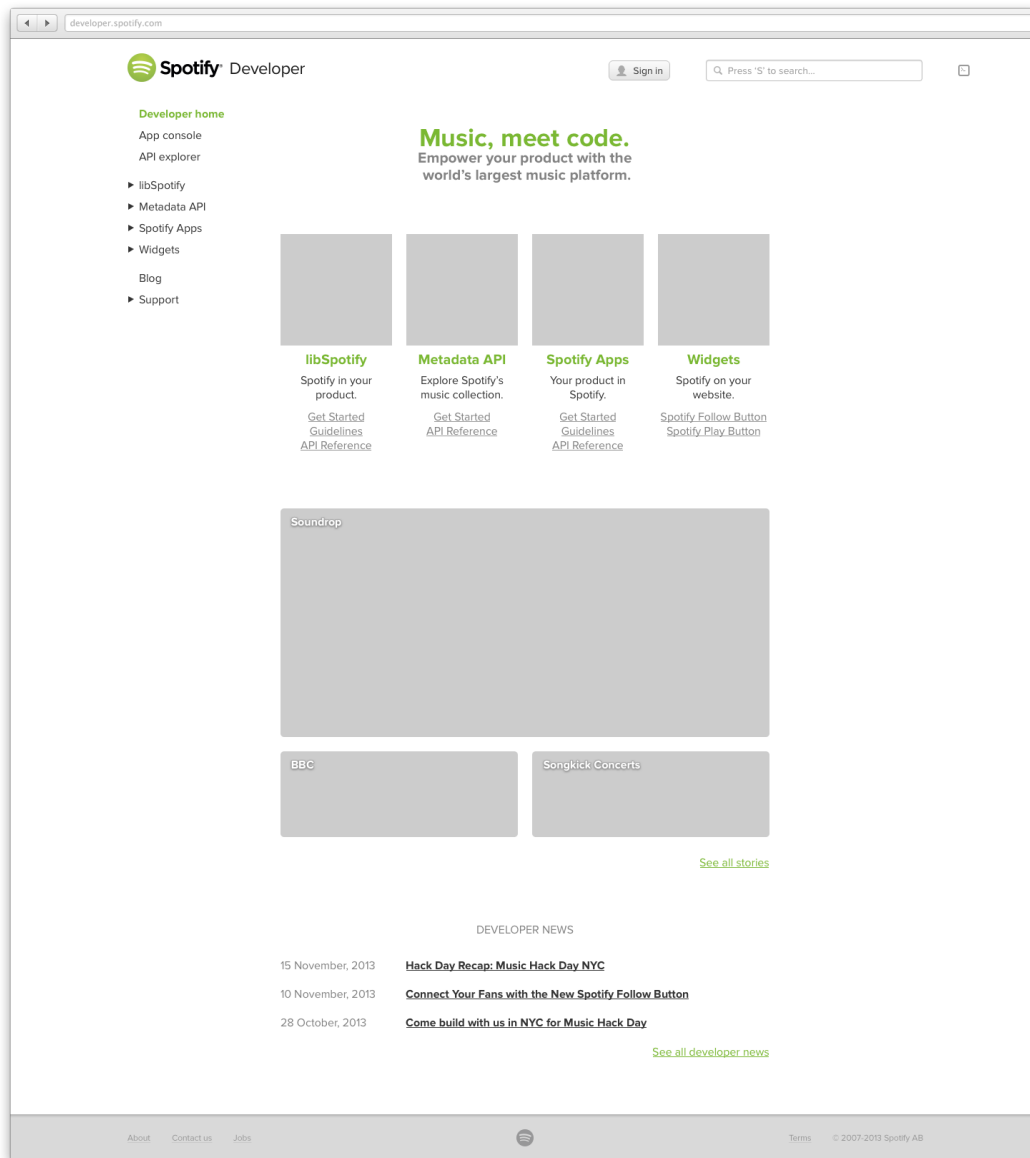 developer.spotify.com
Spotify® Developer
Sign in
Press 'S' to search...
Developer home
App console
API explorer
libSpotify
Metadata API
Spotify Apps
Widgets
Blog
Support
Music, meet code.
Empower your product with the
world's largest music platform.
libSpotify
Spotify in your
product.
Get Started
Guidelines
API Reference
Metadata API
Explore Spotify's
music collection.
Get Started
API Reference
Spotify Apps
Your product in
Spotify.
Get Started
Guidelines
API Reference
Widgets
Spotify on your
website.
Spotify Follow Button
Spotify Play Button
Soundrop
BBC
Songkick Concerts
See all stories
DEVELOPER NEWS
15 November, 2013 Hack Day Recap: Music Hack Day NYC
10 November, 2013 Connect Your Fans with the New Spotify Follow Button
28 October, 2013 Come build with us in NYC for Music Hack Day
See all developer news
About Contact us Jobs Terms © 2007-2013 Spotify AB